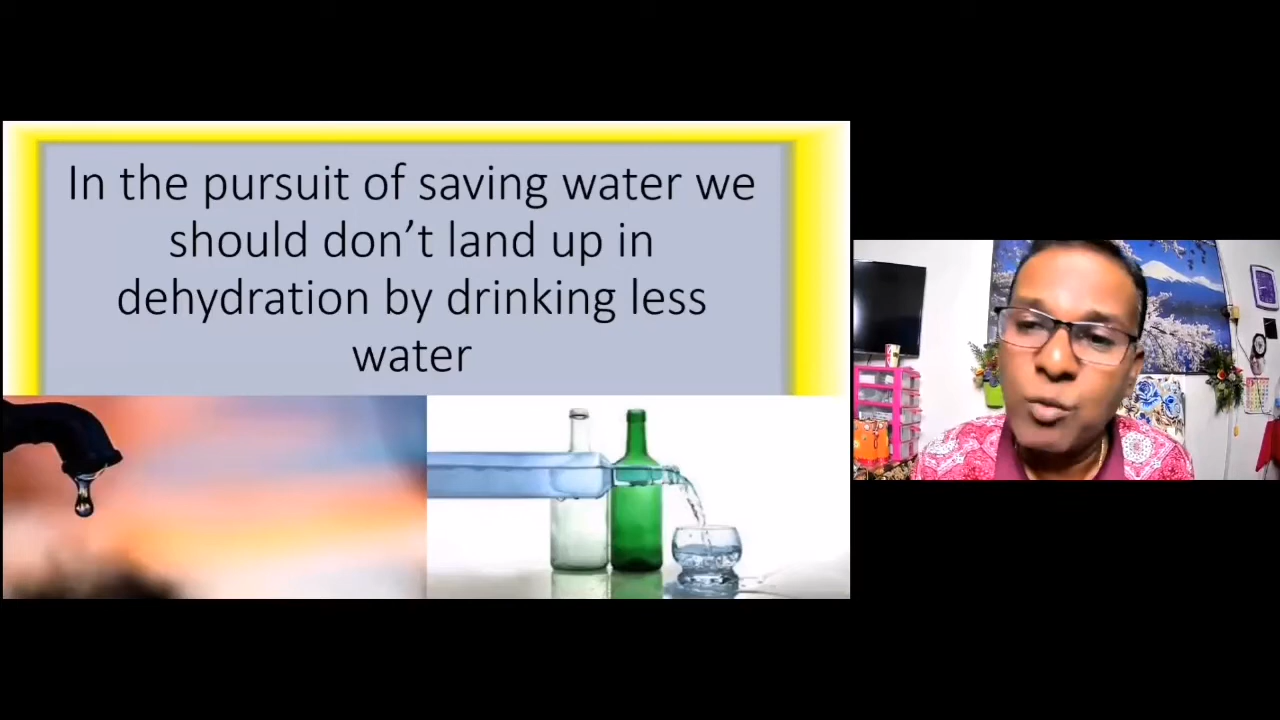 In the pursuit of saving water we
should don’t land up in
dehydration by drinking less
water